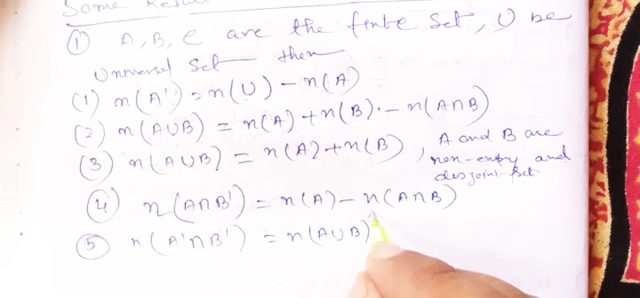 Some Resul
① A, B, C are the finite set, U be
Universal Set then
(1) n(A') = n(U) - n(A)
(2) n(A∪B) = n(A) + n(B) - n(A∩B)
(3) n(A∪B) = n(A) + n(B), A and B are
non-empty and
disjoint set.
(4) n(A∩B') = n(A) - n(A∩B)
⑤ n(A'∩B') = n(A∪B)'